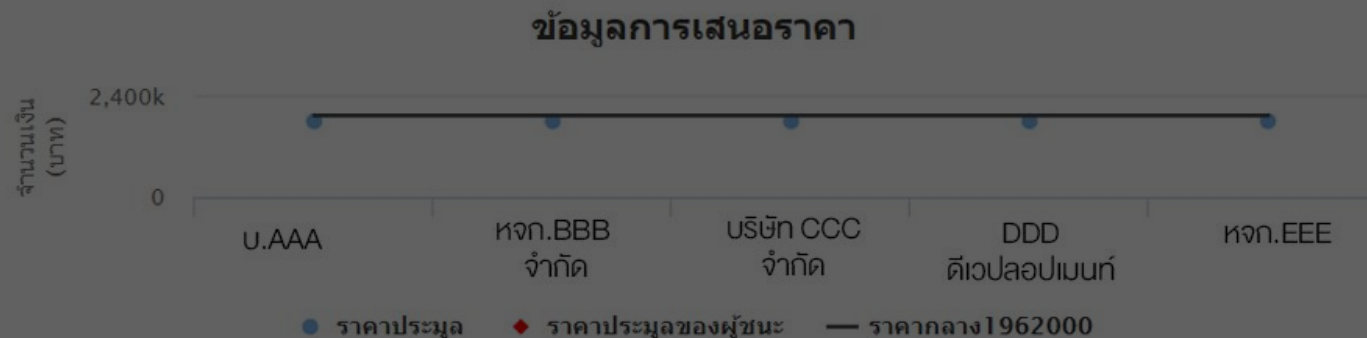 ข้อมูลการเสนอราคา
จำนวนเงิน
(บาท)
2,400k
0
บ.AAA
หจก.BBB
จำกัด
บริษัท CCC
จำกัด
DDD
ดีเวปลอปเมนท์
หจก.EEE
ราคาประมูล
ราคาประมูลของผู้ชนะ
ราคากลาง1962000